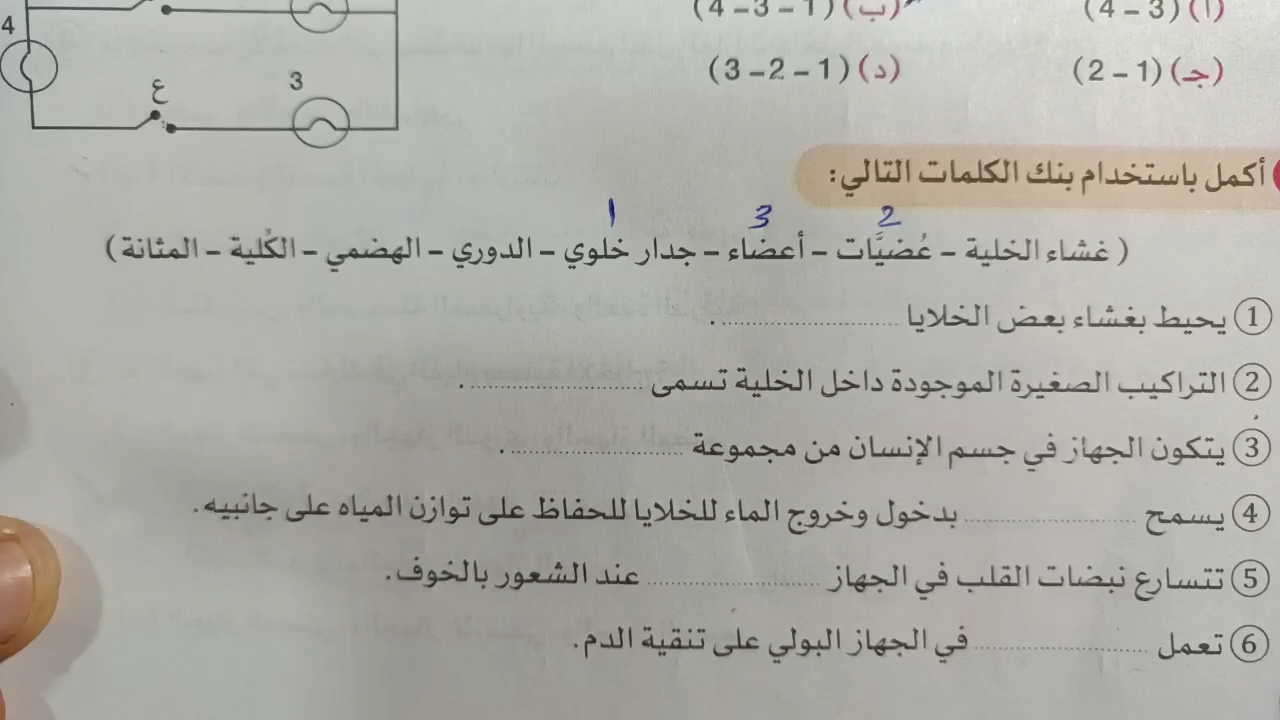 4
(أ) (3 – 4)
(ب) (1 – 3 – 4)
(جـ) (1 – 2)
(د) (1 – 2 – 3)
3
ع
أكمل باستخدام بنك الكلمات التالي:
1 3 2
( غشاء الخلية – عُضيَّات – أعضاء – جدار خلوي – الدوري – الهضمي – الكُلية – المثانة )
① يحيط بغشاء بعض الخلايا .................... .
② التراكيب الصغيرة الموجودة داخل الخلية تسمى .................... .
③ يتكون الجهاز في جسم الإنسان من مجموعة .................... .
④ يسمح .................... بدخول وخروج الماء للخلايا للحفاظ على توازن المياه على جانبيه.
⑤ تتسارع نبضات القلب في الجهاز .................... عند الشعور بالخوف.
⑥ تعمل .................... في الجهاز البولي على تنقية الدم.